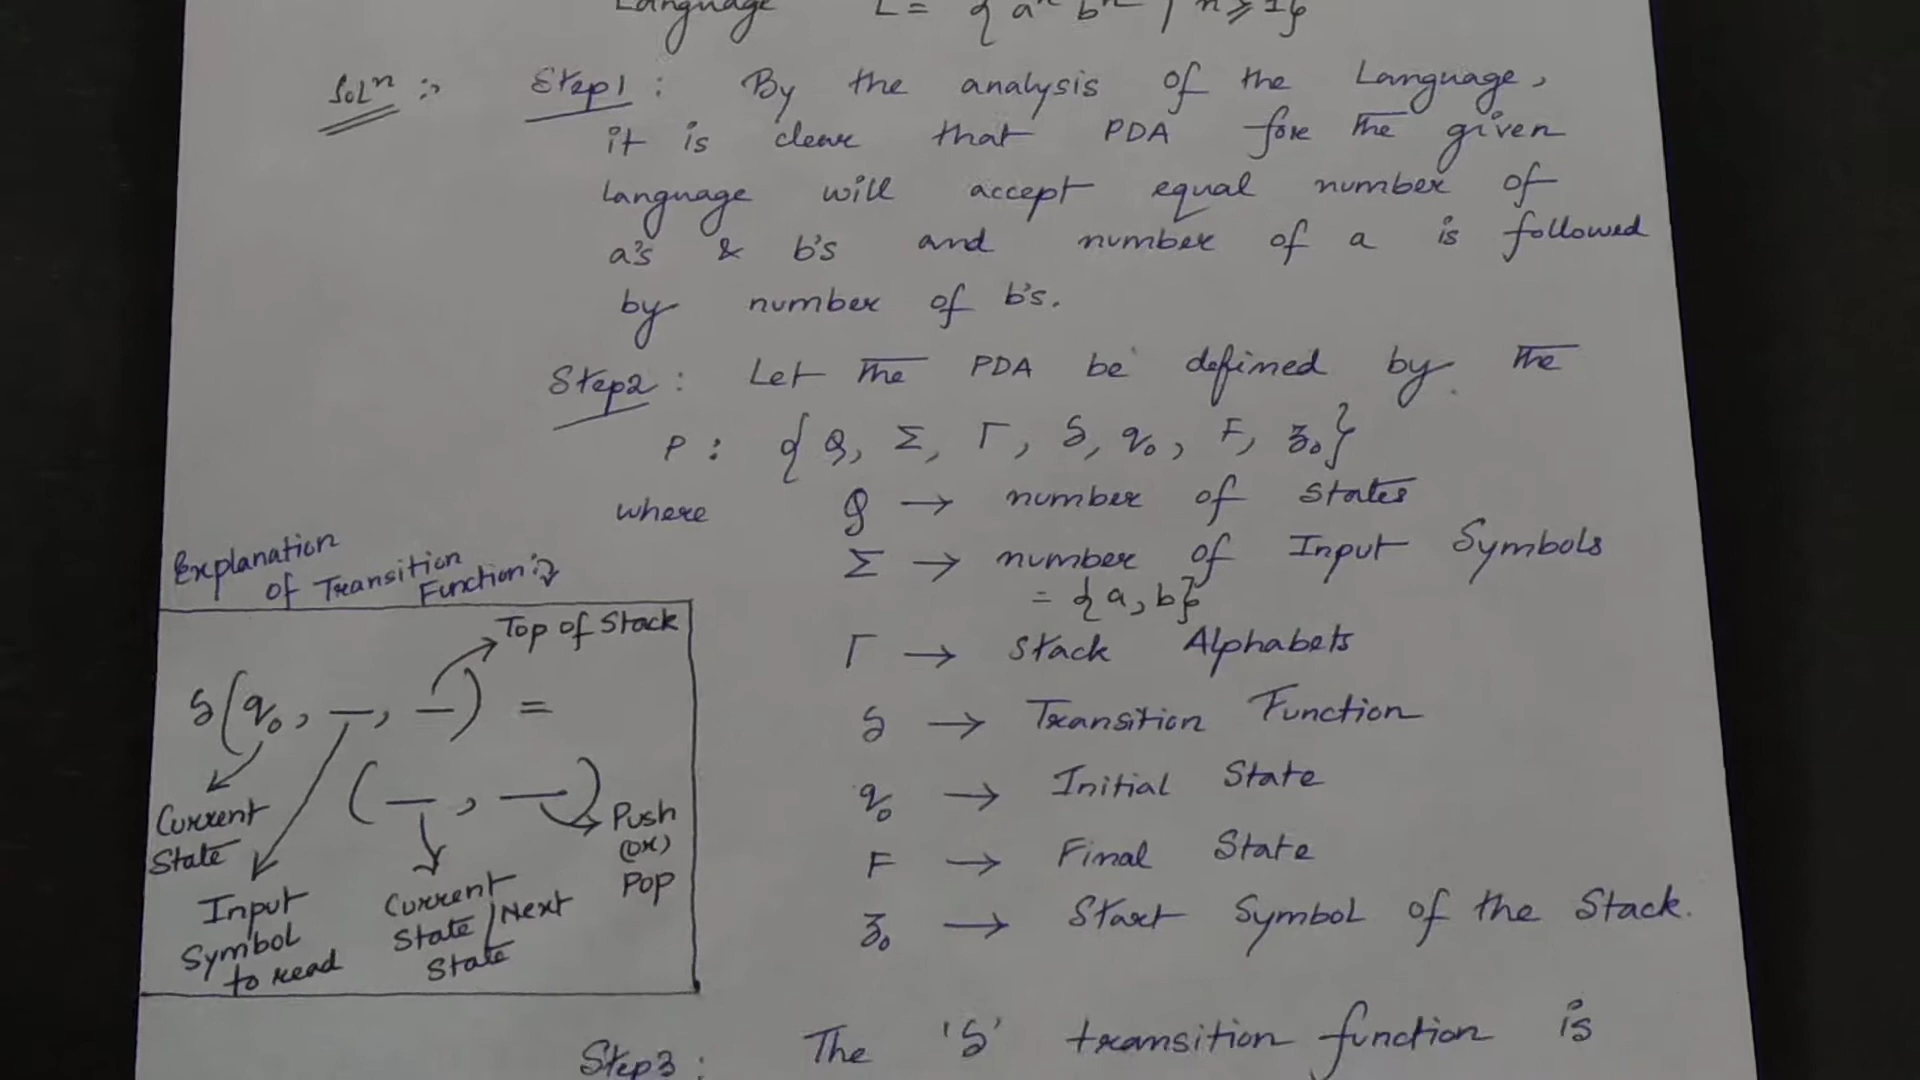 Language L = { aⁿ bⁿ / n ≥ 1}
Solⁿ :-
Step1 : By the analysis of the Language,
it is clear that PDA for the given
language will accept equal number of
a's & b's and number of a is followed
by number of b's.
Step2 : Let the PDA be defined by the
P : { Q, Σ, Γ, δ, q₀, F, z₀}
where Q → number of states
Σ → number of Input Symbols
= {a, b}
Γ → stack Alphabets
δ → Transition Function
q₀ → Initial State
F → Final State
z₀ → Start Symbol of the Stack.
Explanation
of Transition
Function :-
Top of Stack
δ(q₀, _, _) =
(_, _)
Current
State
Input
Symbol
to read
Current
State / Next
State
Push
(or)
Pop
Step3 : The 'δ' transition function is